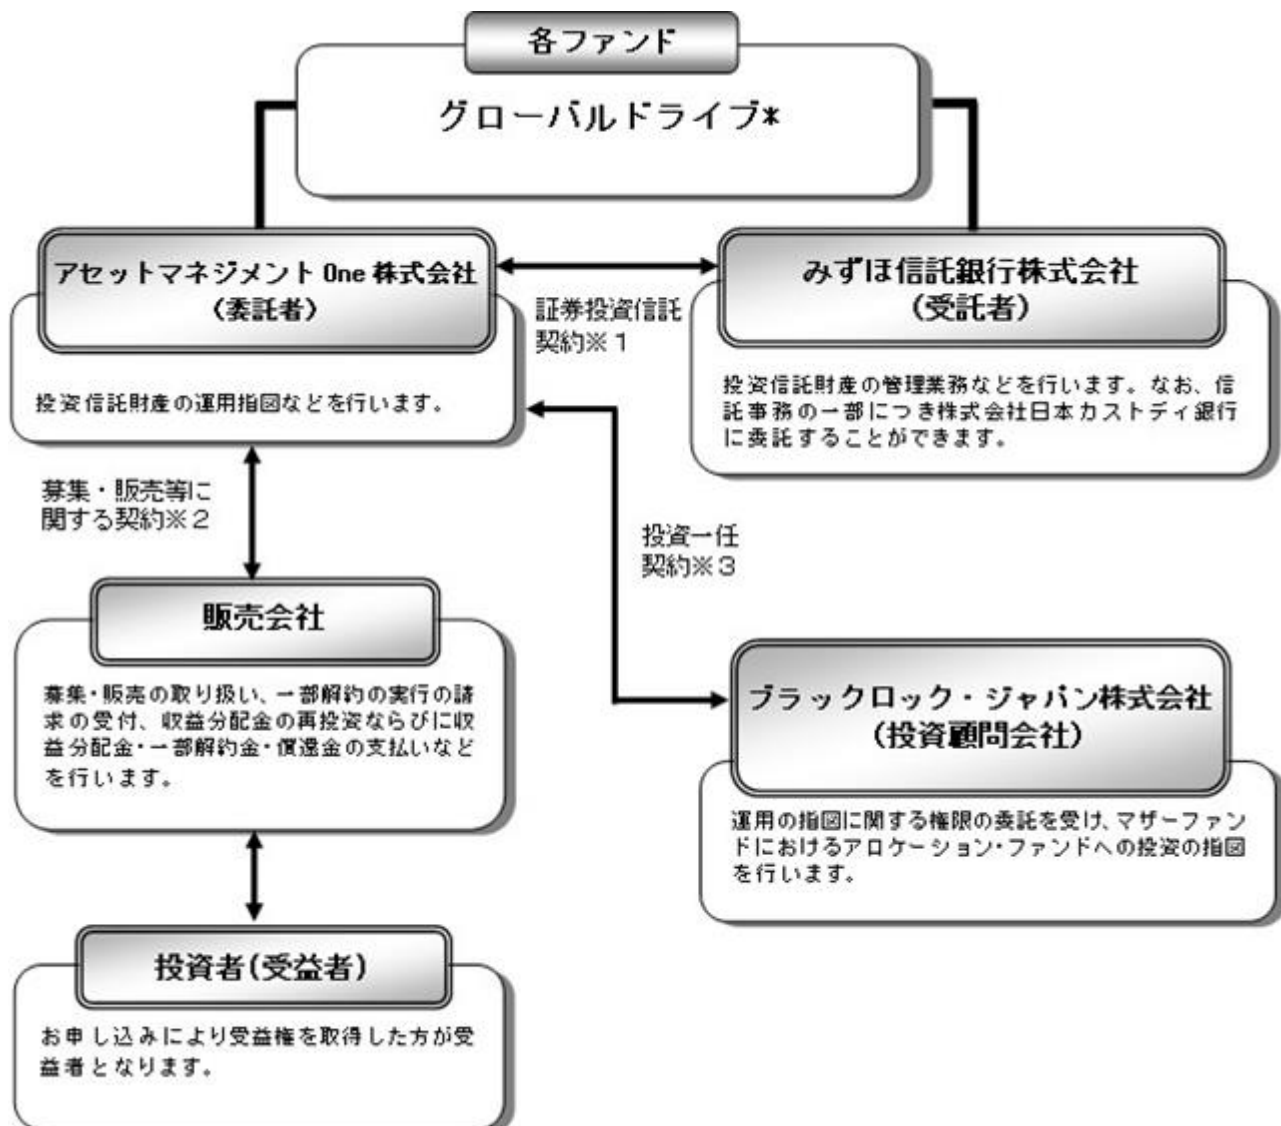 各ファンド
グローバルドライブ*
アセットマネジメント One 株式会社
（委託者）
みずほ信託銀行株式会社
(受託者)
証券投資信託
契約※1
投資信託財産の運用指図などを行います。
投資信託財産の管理業務などを行います。なお、信
託事務の一部につき株式会社日本カストディ銀行
に委託することができます。
募集・販売等に
関する契約※2
投資一任
契約※3
販売会社
募集・販売の取り扱い、一部解約の実行の請
求の受付、収益分配金の再投資ならびに収
益分配金・一部解約金・償還金の支払いなど
を行います。
ブラックロック・ジャパン株式会社
(投資顧問会社)
運用の指図に関する権限の委託を受け、マザーファン
ドにおけるアロケーション・ファンドへの投資の指図
を行います。
投資者(受益者)
お申し込みにより受益権を取得した方が受
益者となります。